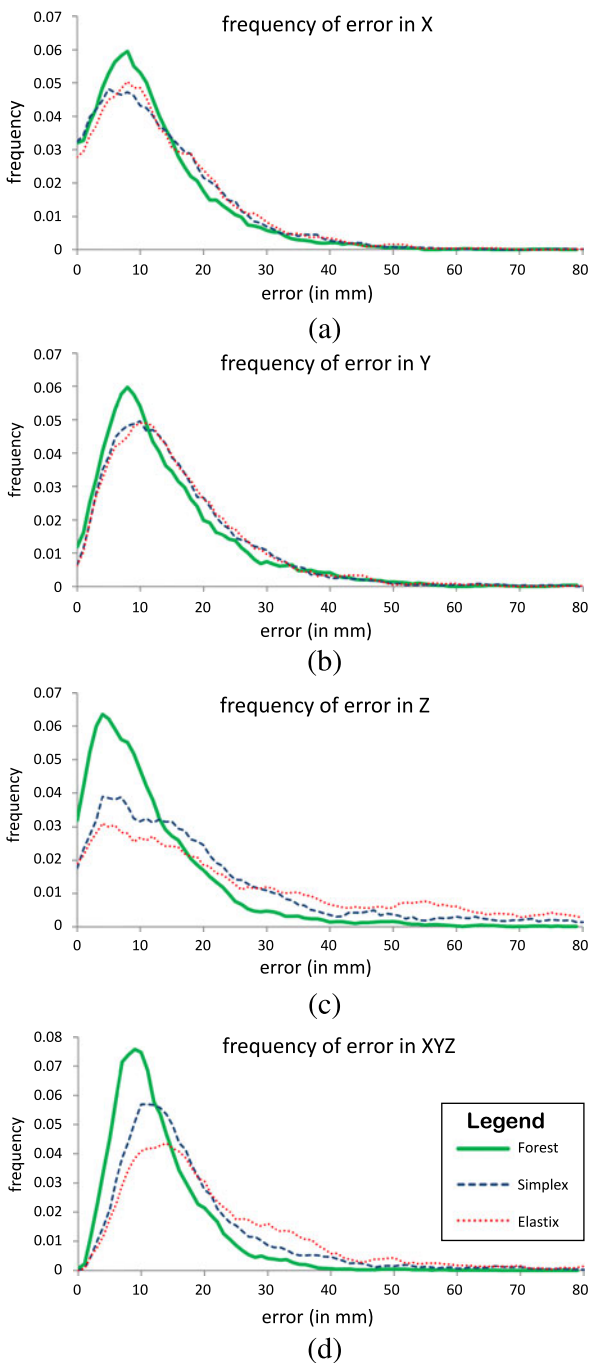 frequency of error in X
0.07
0.06
0.05
0.04
0.03
0.02
0.01
0
frequency
0 10 20 30 40 50 60 70 80
error (in mm)
(a)
frequency of error in Y
0.07
0.06
0.05
0.04
0.03
0.02
0.01
0
frequency
0 10 20 30 40 50 60 70 80
error (in mm)
(b)
frequency of error in Z
0.07
0.06
0.05
0.04
0.03
0.02
0.01
0
frequency
0 10 20 30 40 50 60 70 80
error (in mm)
(c)
frequency of error in XYZ
0.08
0.07
0.06
0.05
0.04
0.03
0.02
0.01
0
frequency
Legend
Forest
Simplex
Elastix
0 10 20 30 40 50 60 70 80
error (in mm)
(d)